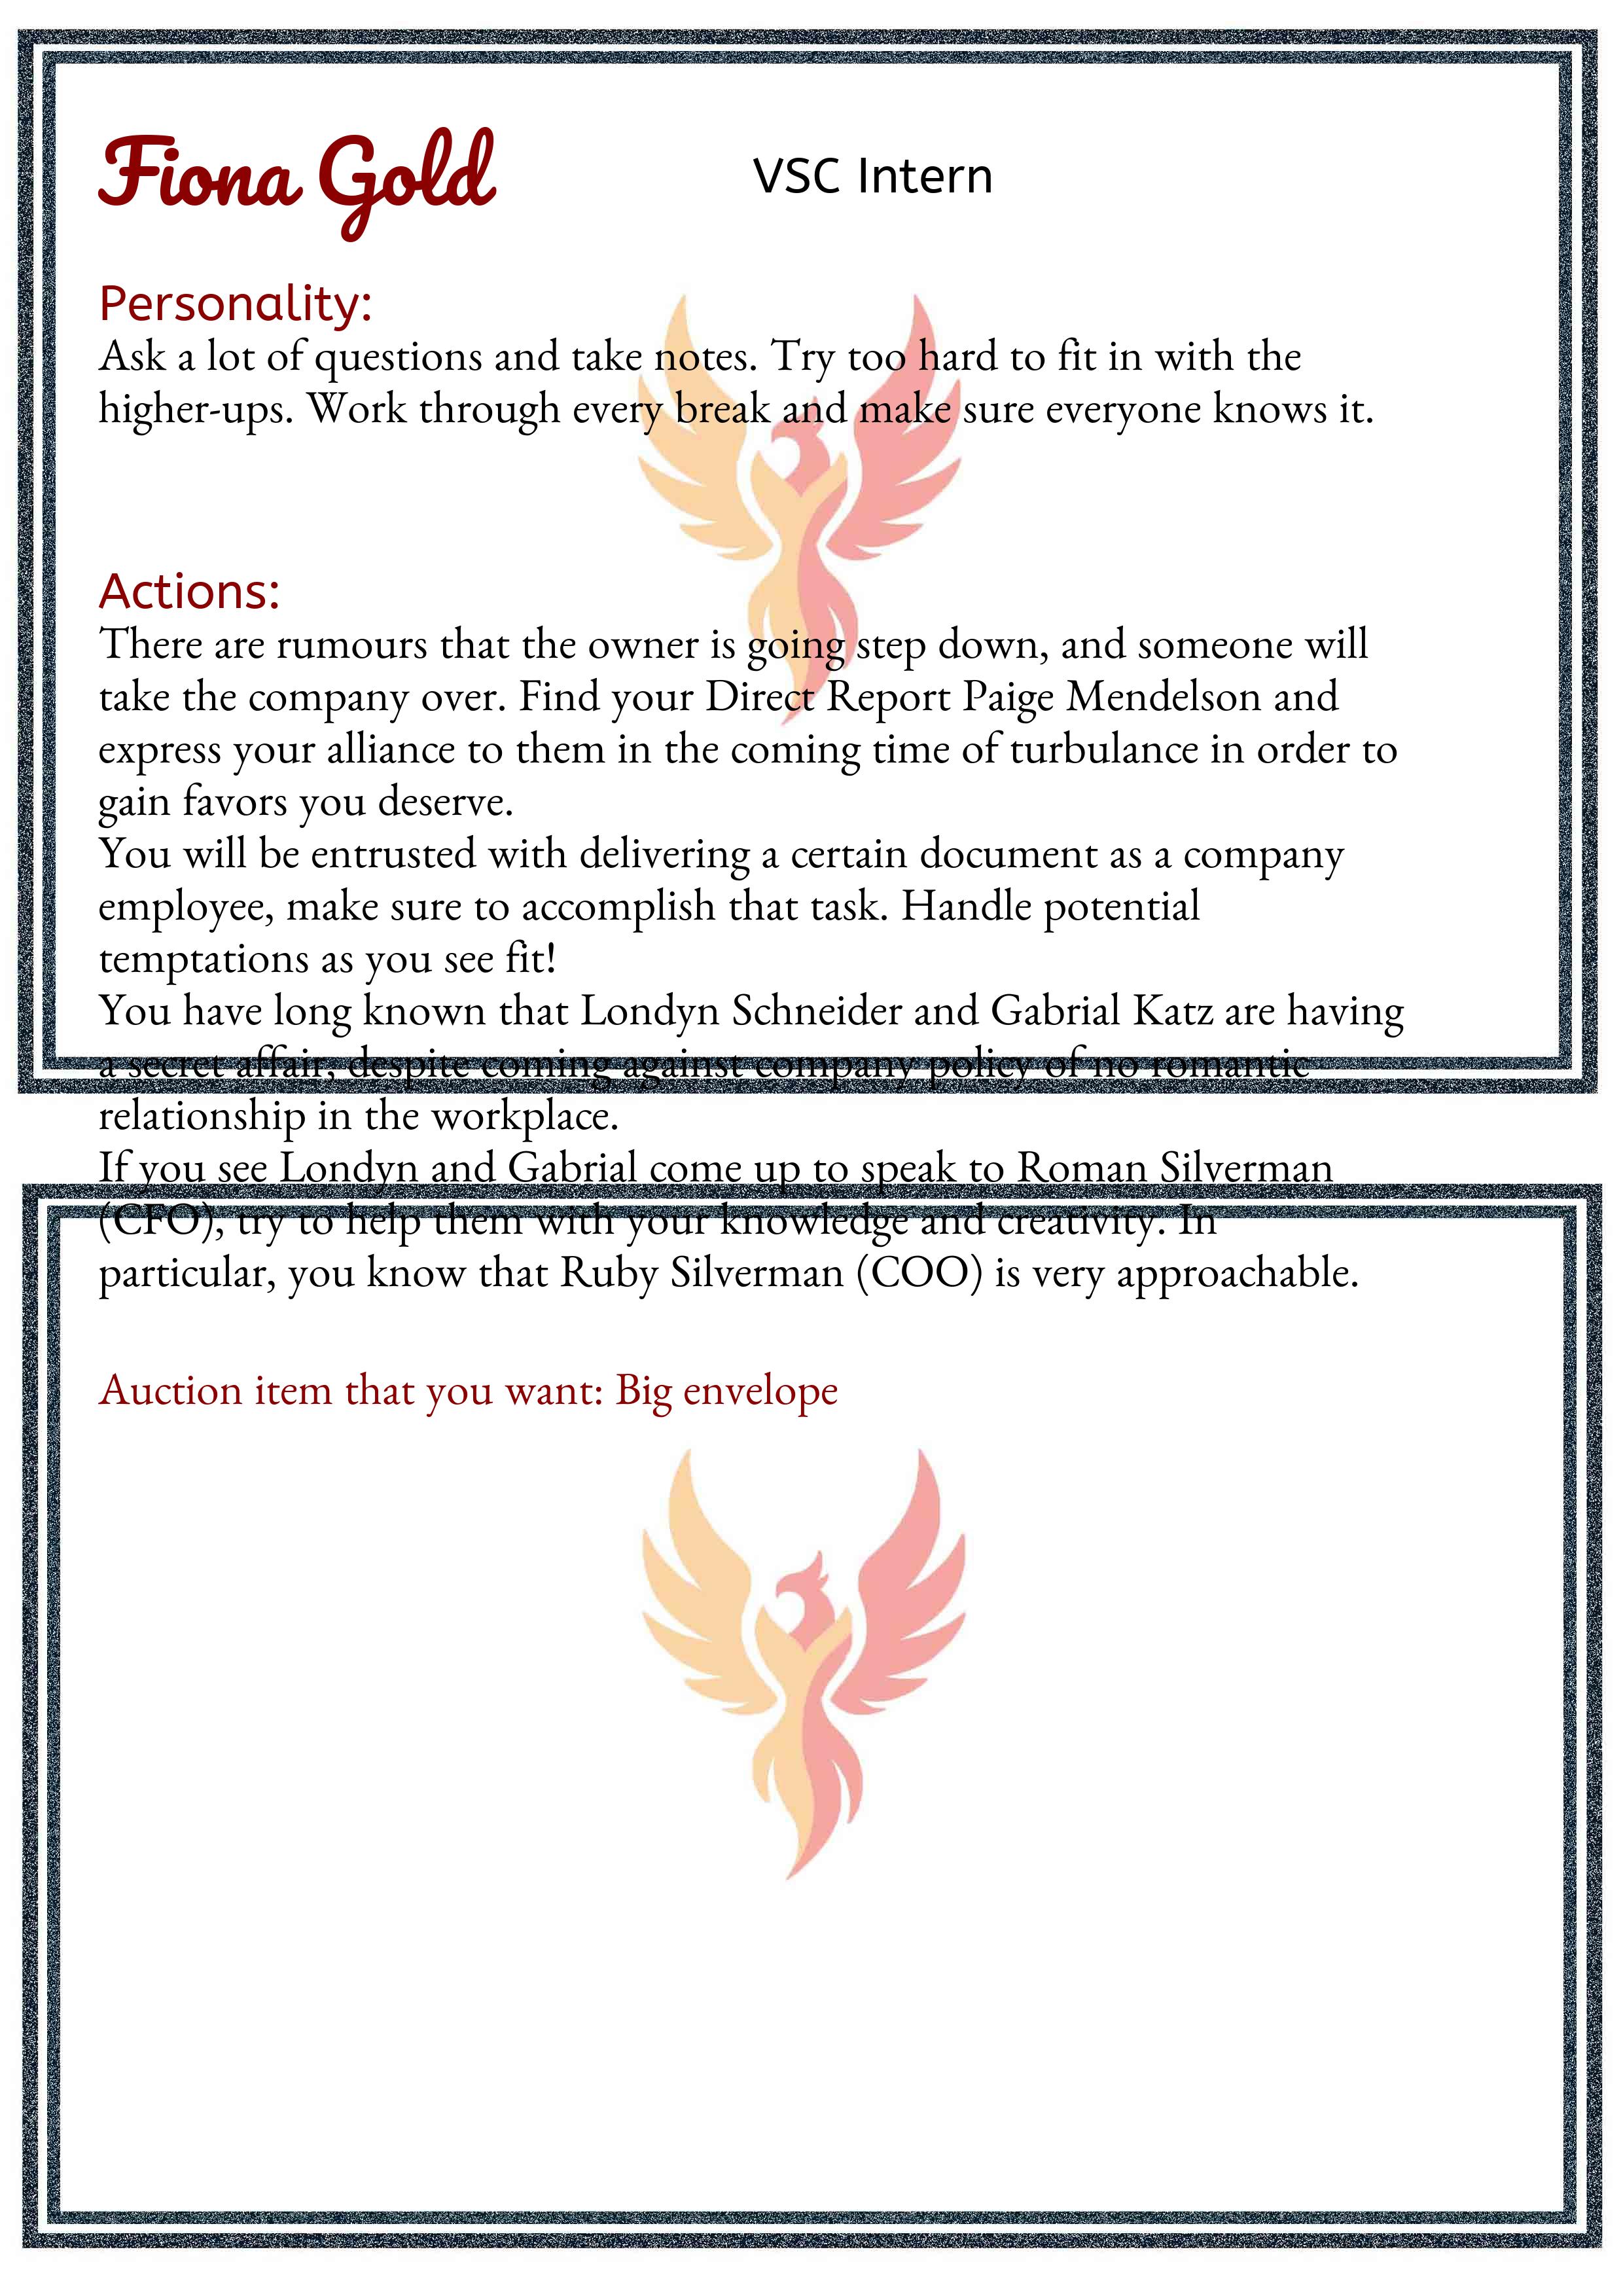 Fiona Gold
VSC Intern
Personality:
Ask a lot of questions and take notes. Try too hard to fit in with the
higher-ups. Work through every break and make sure everyone knows it.
Actions:
There are rumours that the owner is going step down, and someone will
take the company over. Find your Direct Report Paige Mendelson and
express your alliance to them in the coming time of turbulance in order to
gain favors you deserve.
You will be entrusted with delivering a certain document as a company
employee, make sure to accomplish that task. Handle potential
temptations as you see fit!
You have long known that Londyn Schneider and Gabrial Katz are having
a secret affair, despite coming against company policy of no romantic
relationship in the workplace.
If you see Londyn and Gabrial come up to speak to Roman Silverman
(CFO), try to help them with your knowledge and creativity. In
particular, you know that Ruby Silverman (COO) is very approachable.
Auction item that you want: Big envelope